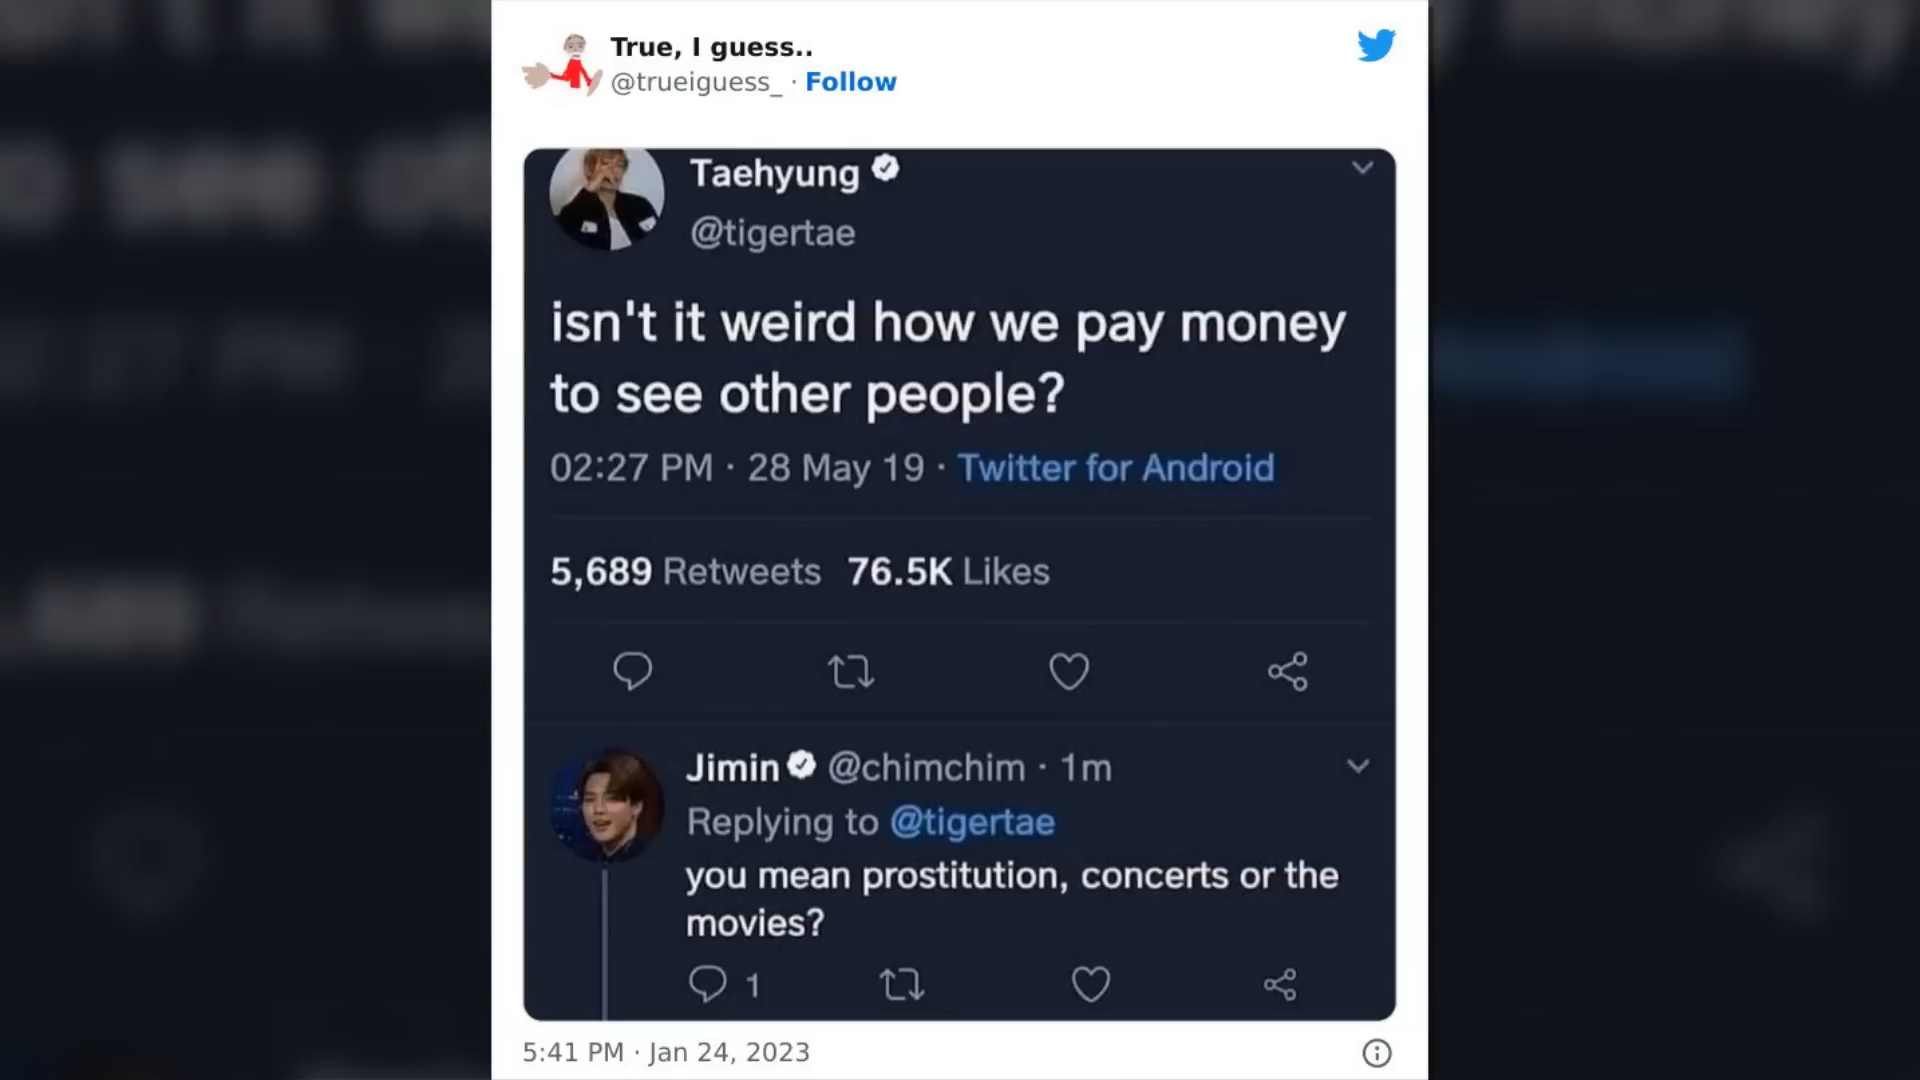 True, I guess..
@trueiguess_ · Follow
Taehyung
@tigertae
isn't it weird how we pay money
to see other people?
02:27 PM · 28 May 19 · Twitter for Android
5,689 Retweets 76.5K Likes
Jimin @chimchim · 1m
Replying to @tigertae
you mean prostitution, concerts or the
movies?
1
5:41 PM · Jan 24, 2023